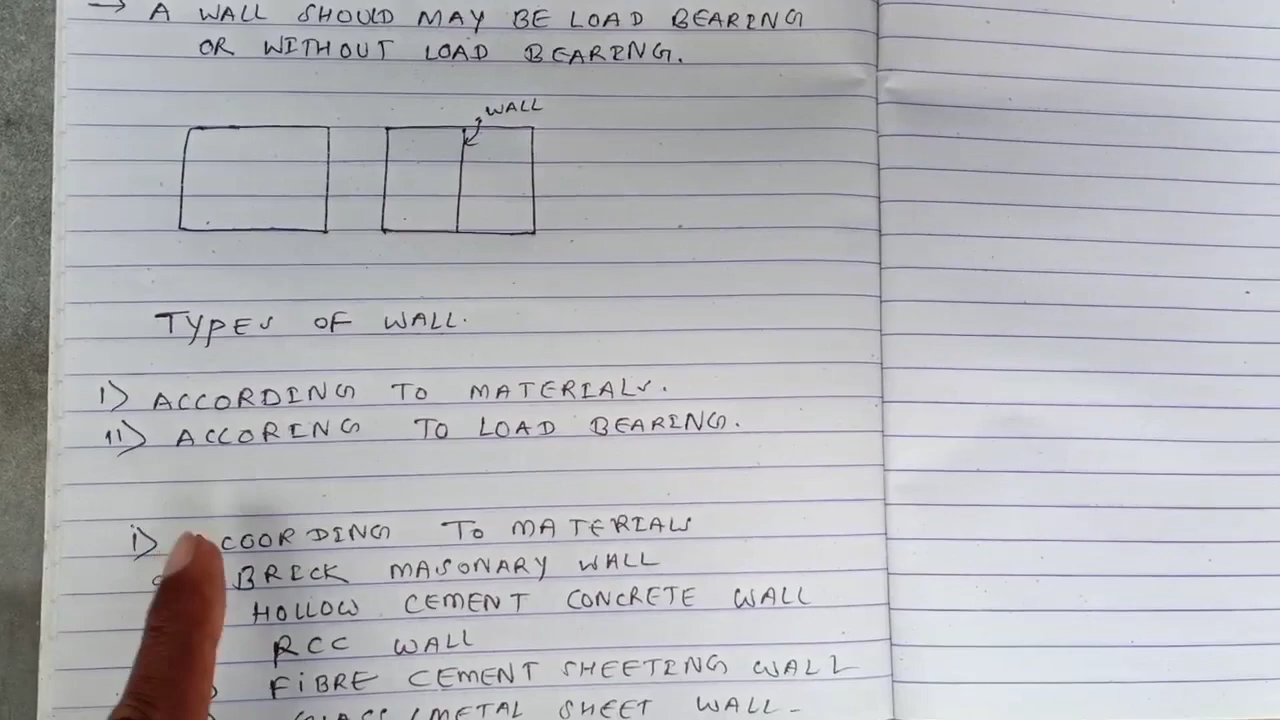 → A WALL SHOULD MAY BE LOAD BEARING
OR WITHOUT LOAD BEARING.
WALL
TYPES OF WALL.
I) ACCORDING TO MATERIALS.
II) ACCORING TO LOAD BEARING.
i) ACOORDING TO MATERIALS
BRICK MASONARY WALL
HOLLOW CEMENT CONCRETE WALL
RCC WALL
FIBRE CEMENT SHEETING WALL
GLASS / METAL SHEET WALL-